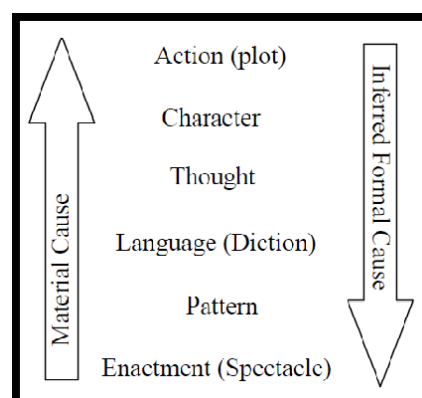 Action (plot)
Character
Thought
Language (Diction)
Pattern
Enactment (Spectacle)
Material Cause
Inferred Formal Cause